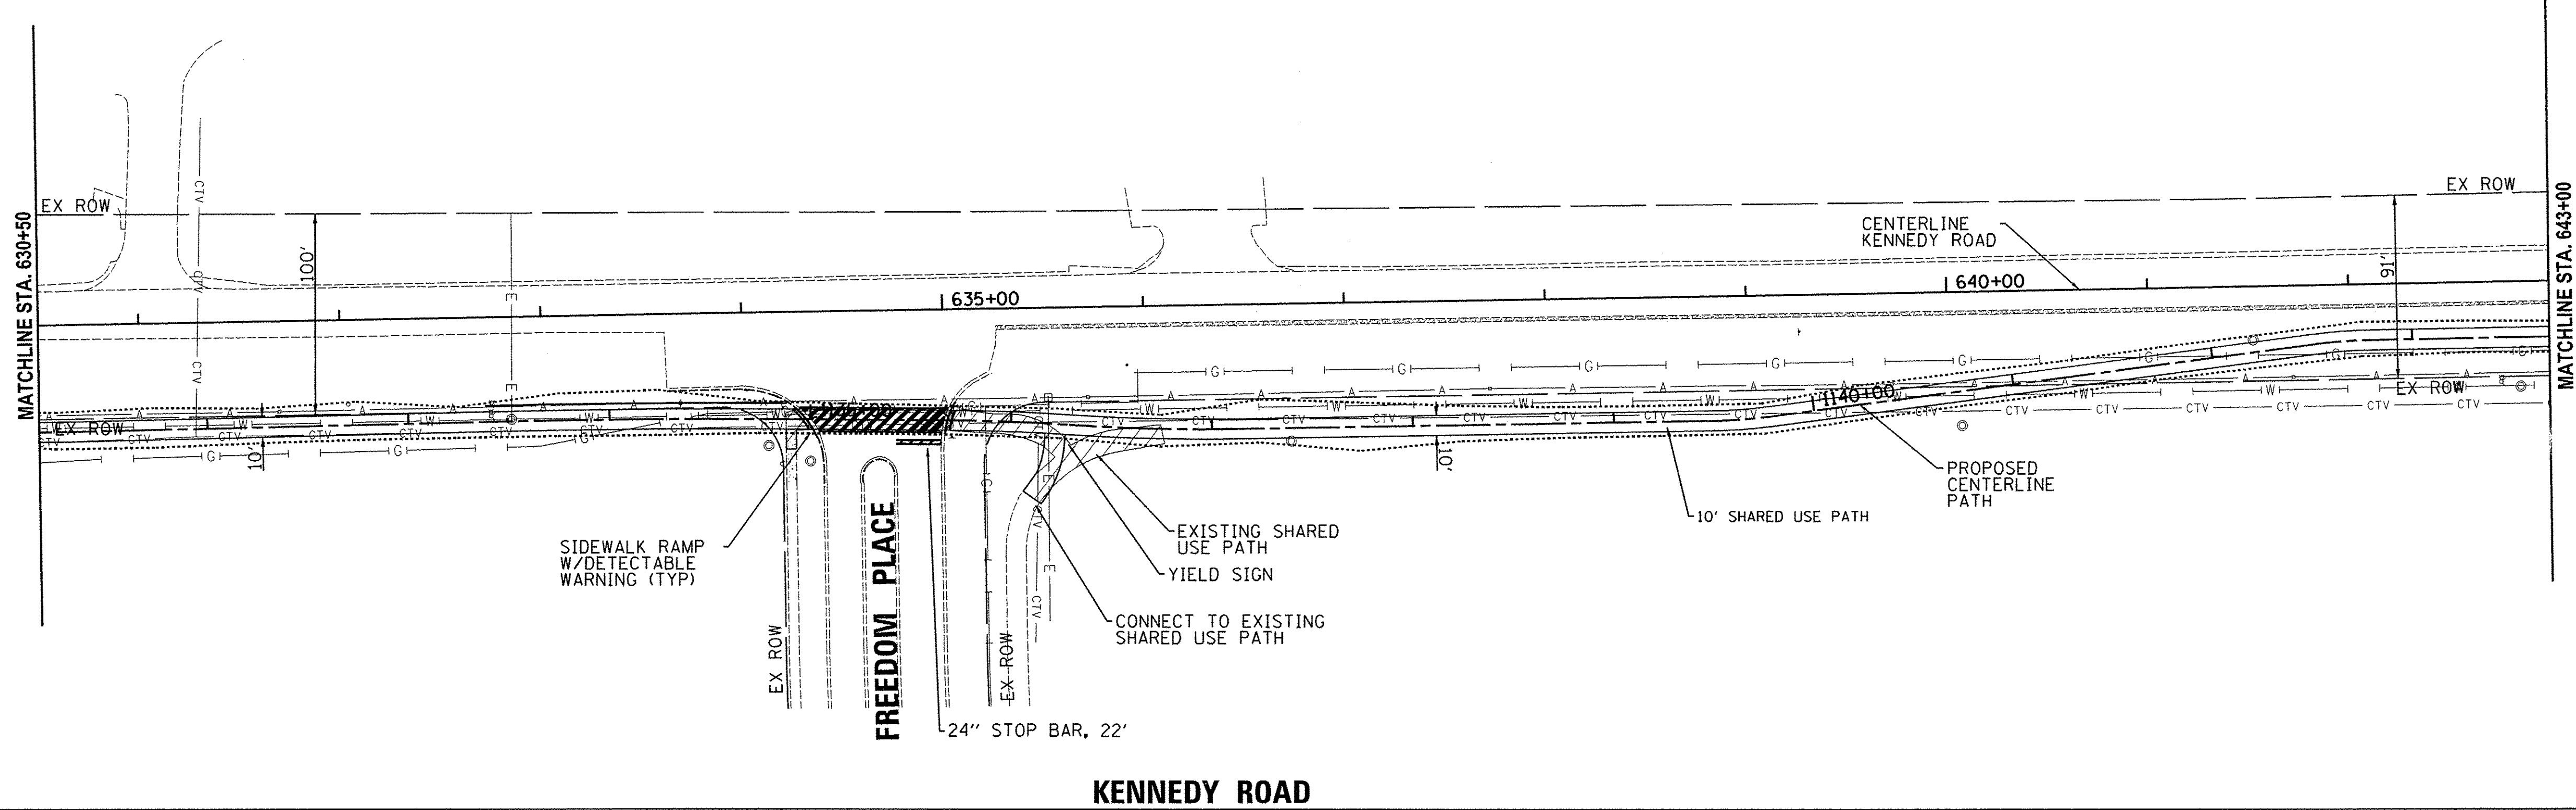 MATCHLINE STA. 630+50
EX ROW
100'
CTV
E
635+00
CENTERLINE
KENNEDY ROAD
640+00
EX ROW
91'
MATCHLINE STA. 643+00
EX ROW
10'
G
A
W
CTV
1140+00
EX ROW
10'
SIDEWALK RAMP
W/DETECTABLE
WARNING (TYP)
FREEDOM PLACE
EX ROW
EX ROW
EXISTING SHARED
USE PATH
YIELD SIGN
CONNECT TO EXISTING
SHARED USE PATH
10' SHARED USE PATH
PROPOSED
CENTERLINE
PATH
24" STOP BAR, 22'
KENNEDY ROAD